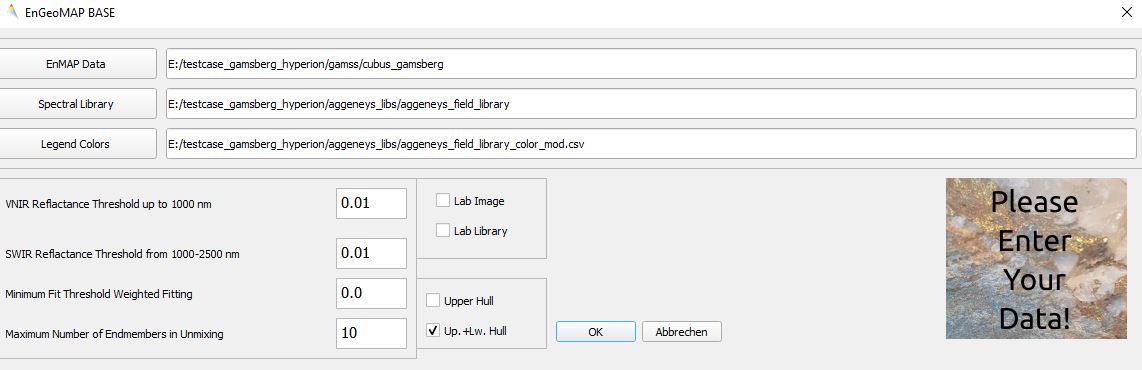 EnGeoMAP BASE
EnMAP Data
E:/testcase_gamsberg_hyperion/gamss/cubus_gamsberg
Spectral Library
E:/testcase_gamsberg_hyperion/aggeneys_libs/aggeneys_field_library
Legend Colors
E:/testcase_gamsberg_hyperion/aggeneys_libs/aggeneys_field_library_color_mod.csv
VNIR Reflactance Threshold up to 1000 nm
0.01
SWIR Reflactance Threshold from 1000-2500 nm
0.01
Minimum Fit Threshold Weighted Fitting
0.0
Maximum Number of Endmembers in Unmixing
10
Lab Image
Lab Library
Upper Hull
Up. +Lw. Hull
OK
Abbrechen
Please
Enter
Your
Data!